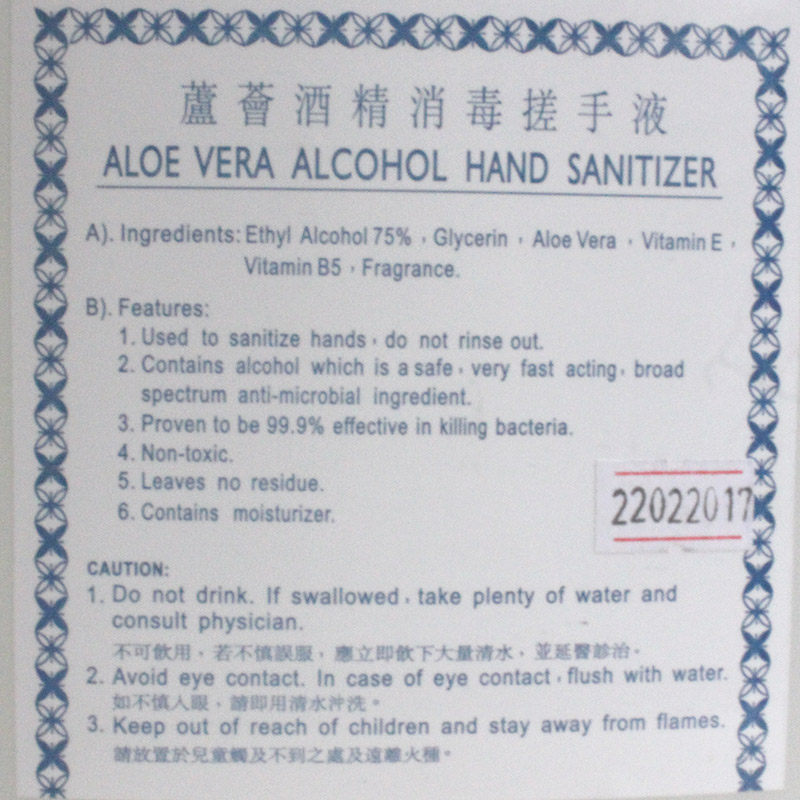 蘆薈酒精消毒搓手液
ALOE VERA ALCOHOL HAND SANITIZER
A). Ingredients: Ethyl Alcohol 75%，Glycerin，Aloe Vera，Vitamin E，
Vitamin B5，Fragrance.
B). Features:
1. Used to sanitize hands，do not rinse out.
2. Contains alcohol which is a safe，very fast acting，broad
spectrum anti-microbial ingredient.
3. Proven to be 99.9% effective in killing bacteria.
4. Non-toxic.
5. Leaves no residue.
22022017
6. Contains moisturizer.
CAUTION:
1. Do not drink. If swallowed，take plenty of water and
consult physician.
不可飲用，若不慎誤服，應立即飲下大量清水，並延醫診治。
2. Avoid eye contact. In case of eye contact，flush with water.
如不慎入眼，請即用清水沖洗。
3. Keep out of reach of children and stay away from flames.
請放置於兒童觸及不到之處及遠離火種。